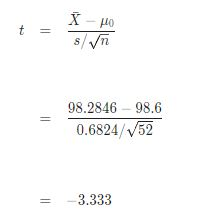 t = (X̄ − μ₀) / (s/√n)
= (98.2846 − 98.6) / (0.6824/√52)
= −3.333